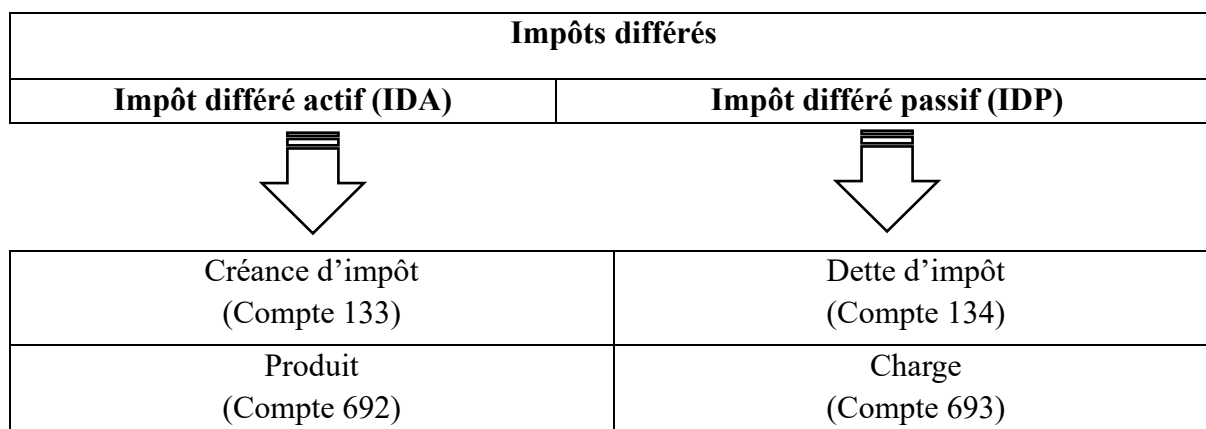 Impôts différés
Impôt différé actif (IDA)
Impôt différé passif (IDP)
Créance d’impôt
(Compte 133)
Dette d’impôt
(Compte 134)
Produit
(Compte 692)
Charge
(Compte 693)